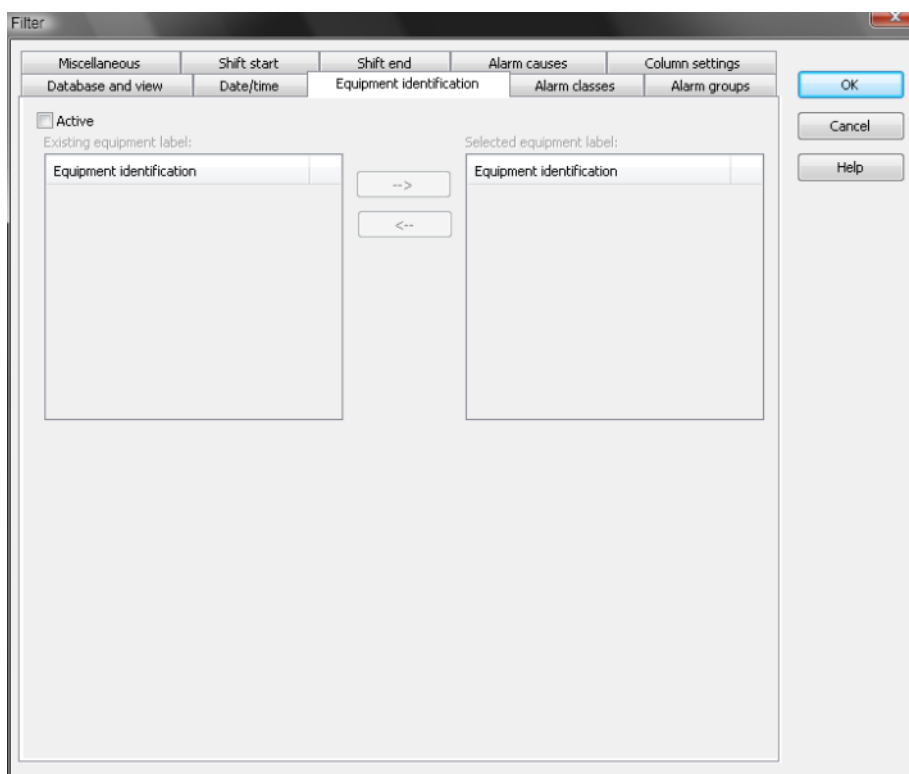 Filter
Miscellaneous Shift start Shift end Alarm causes Column settings
Database and view Date/time Equipment identification Alarm classes Alarm groups
OK
Cancel
Help
Active
Existing equipment label: Selected equipment label:
Equipment identification Equipment identification
-->
<--